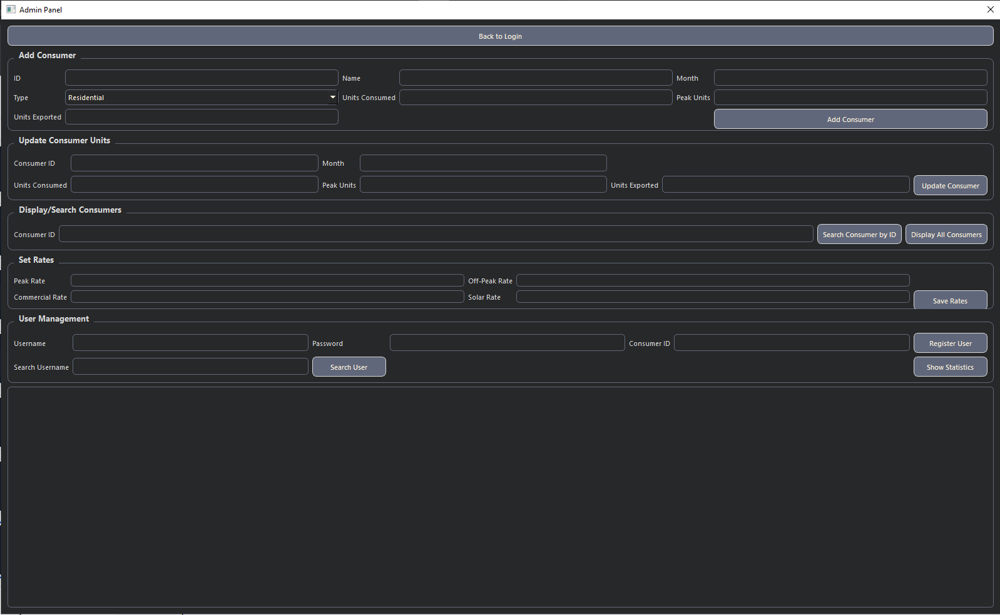 Admin Panel
Back to Login
Add Consumer
ID Name Month
Type Residential Units Consumed Peak Units
Units Exported Add Consumer
Update Consumer Units
Consumer ID Month
Units Consumed Peak Units Units Exported Update Consumer
Display/Search Consumers
Consumer ID Search Consumer by ID Display All Consumers
Set Rates
Peak Rate Off-Peak Rate
Commercial Rate Solar Rate Save Rates
User Management
Username Password Consumer ID Register User
Search Username Search User Show Statistics